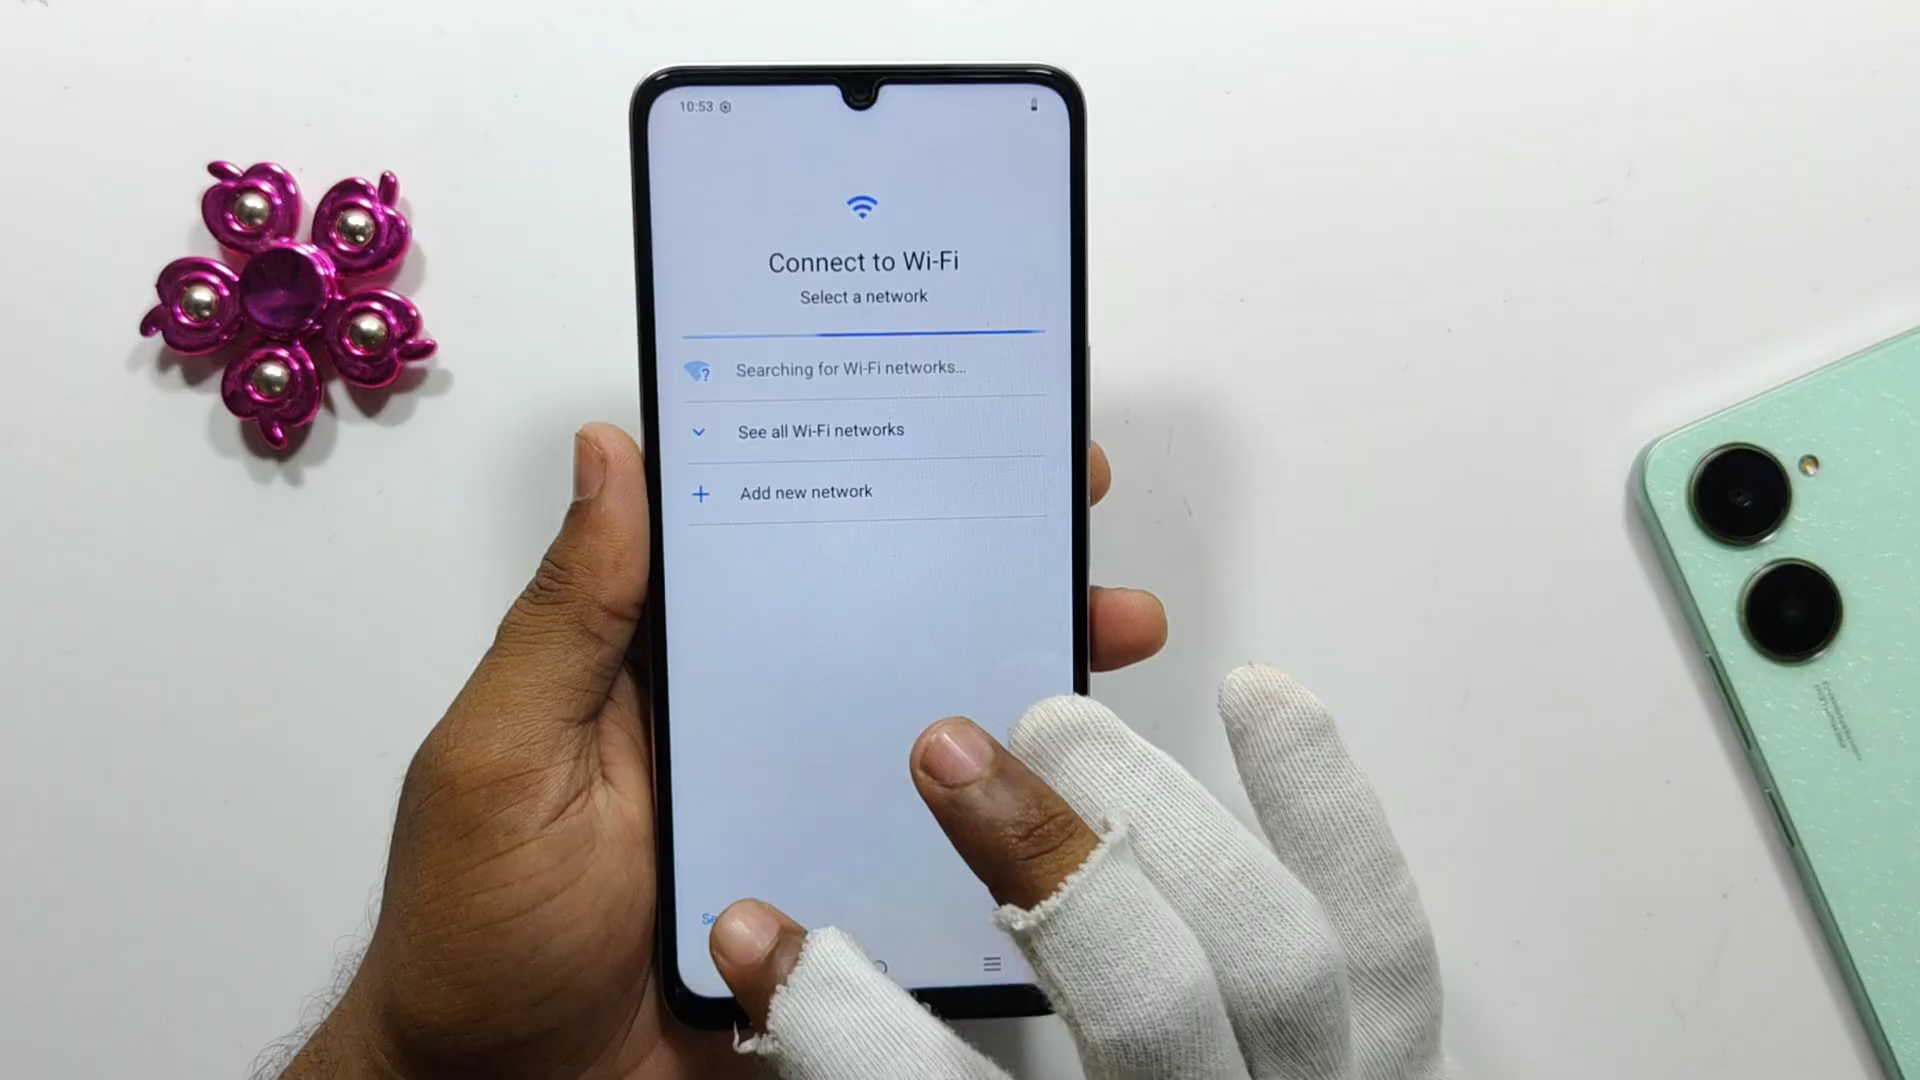 10:53
Connect to Wi-Fi
Select a network
Searching for Wi-Fi networks...
See all Wi-Fi networks
Add new network